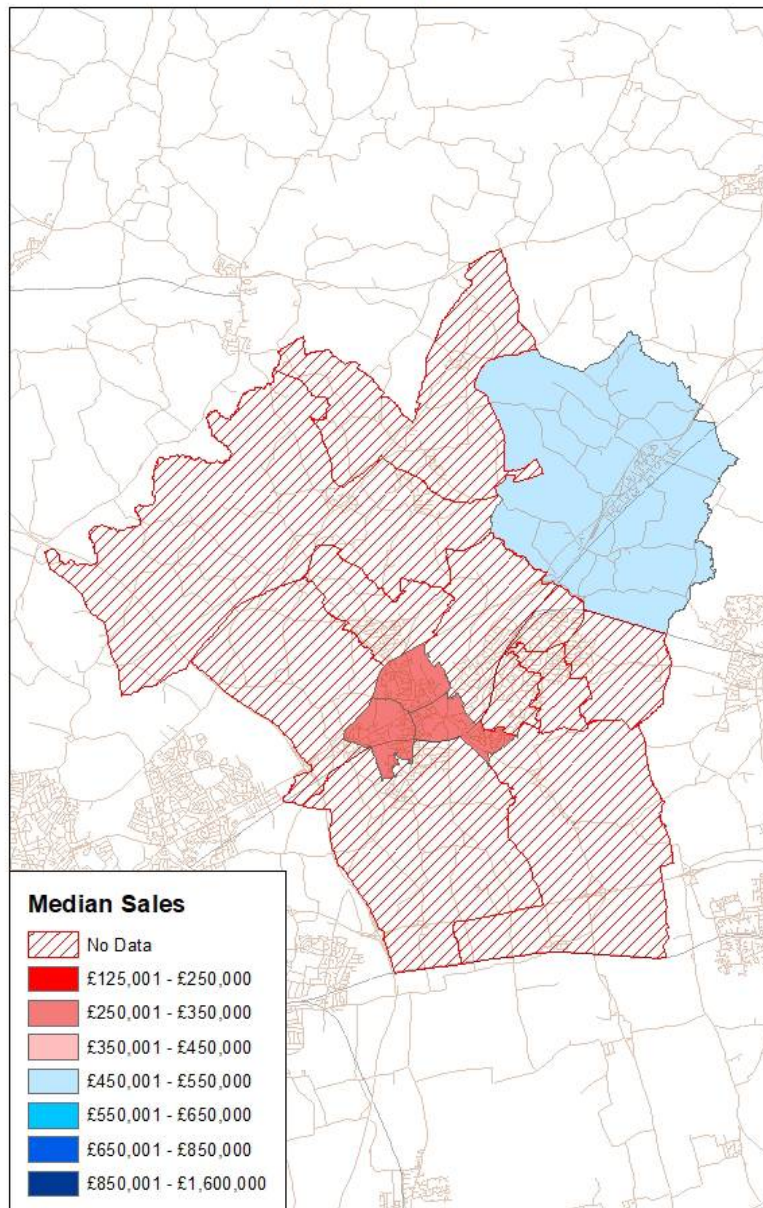 Median Sales
No Data
£125,001 - £250,000
£250,001 - £350,000
£350,001 - £450,000
£450,001 - £550,000
£550,001 - £650,000
£650,001 - £850,000
£850,001 - £1,600,000